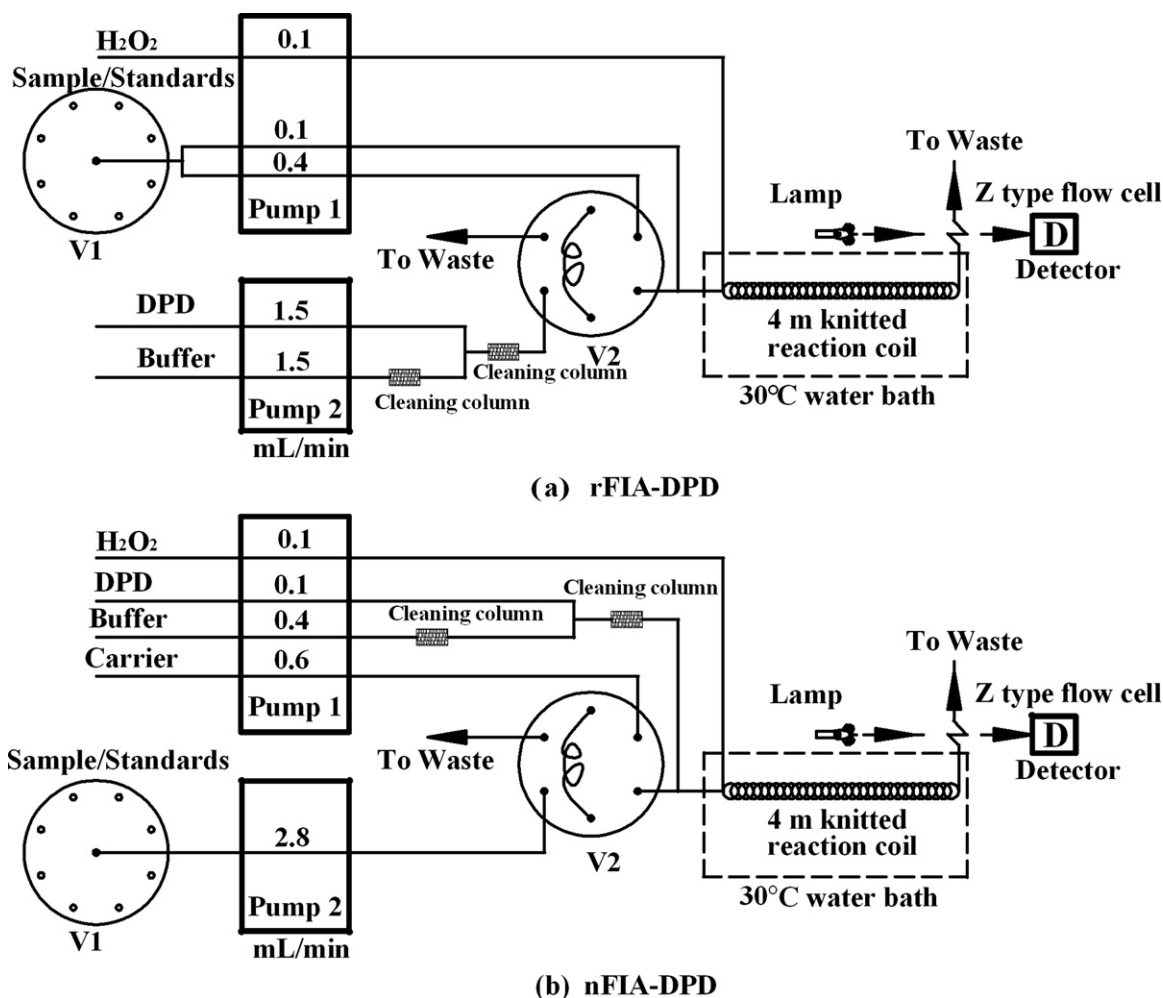 H₂O₂
0.1
Sample/Standards
0.1
0.4
Pump 1
V1
To Waste
To Waste
Lamp
Z type flow cell
D
Detector
4 m knitted
reaction coil
30°C water bath
V2
DPD
1.5
Buffer
1.5
Cleaning column
Cleaning column
Pump 2
mL/min
(a) rFIA-DPD
H₂O₂
0.1
DPD
0.1
Cleaning column
Buffer
0.4
Cleaning column
Carrier
0.6
Pump 1
To Waste
To Waste
Lamp
Z type flow cell
D
Detector
4 m knitted
reaction coil
30°C water bath
V2
Sample/Standards
2.8
V1
Pump 2
mL/min
(b) nFIA-DPD